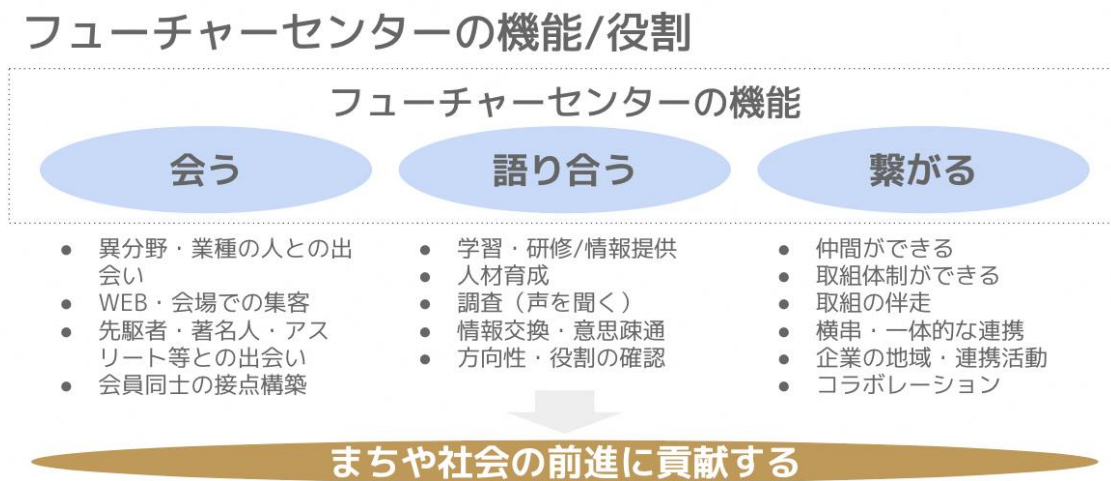 フューチャーセンターの機能/役割
フューチャーセンターの機能
会う
語り合う
繋がる
● 異分野・業種の人との出
会い
● WEB・会場での集客
● 先駆者・著名人・アス
リート等との出会い
● 会員同士の接点構築
● 学習・研修/情報提供
● 人材育成
● 調査（声を聞く）
● 情報交換・意思疎通
● 方向性・役割の確認
● 仲間ができる
● 取組体制ができる
● 取組の伴走
● 横串・一体的な連携
● 企業の地域・連携活動
● コラボレーション
まちや社会の前進に貢献する